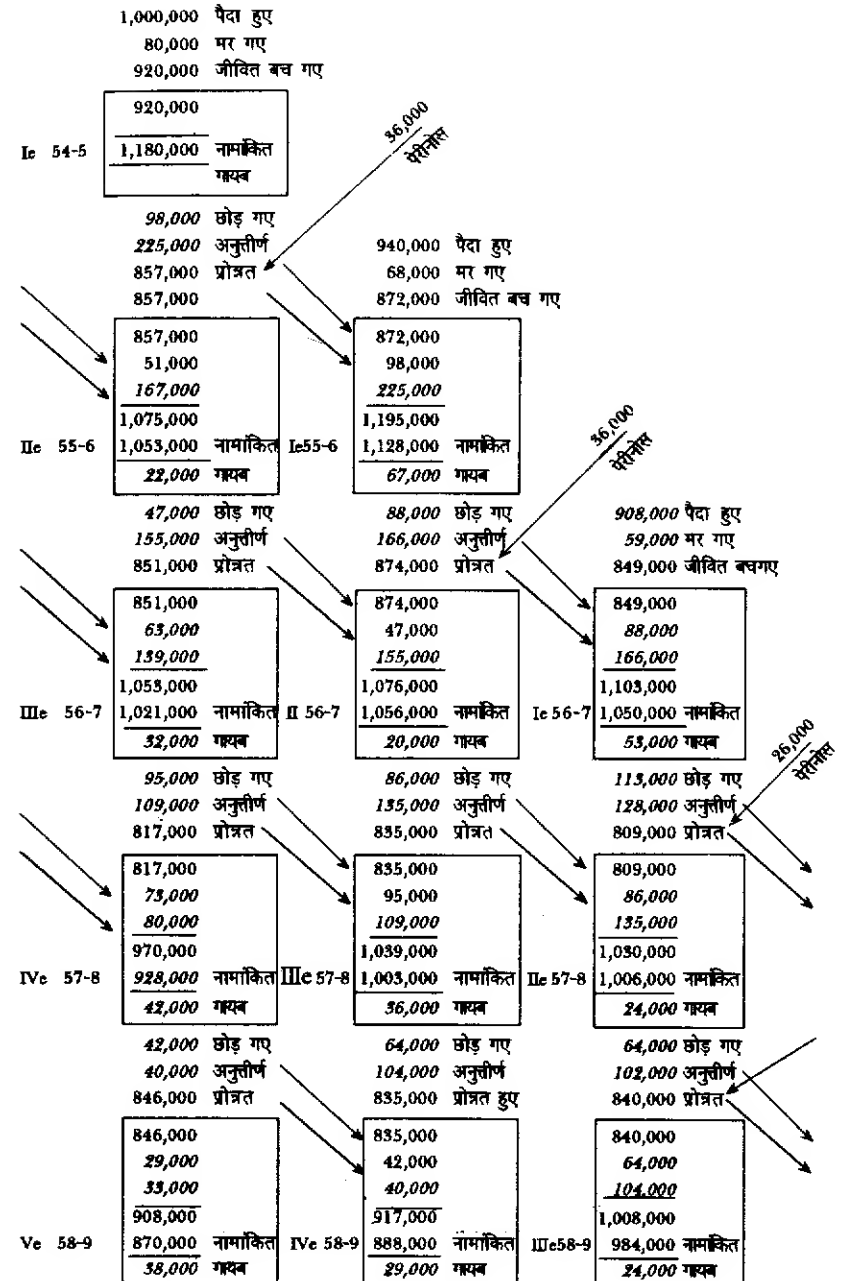 1,000,000 पैदा हुए
80,000 मर गए
920,000 जीवित बच गए
920,000
36,000
पेरीनोस
Ie 54-5 1,180,000 नामांकित
गायब
98,000 छोड़ गए
225,000 अनुत्तीर्ण 940,000 पैदा हुए
857,000 प्रोन्नत 68,000 मर गए
857,000 872,000 जीवित बच गए
857,000 872,000
51,000 98,000
167,000 225,000
1,075,000 1,195,000
36,000
पेरीनोस
IIe 55-6 1,053,000 नामांकित Ie55-6 1,128,000 नामांकित
22,000 गायब 67,000 गायब
47,000 छोड़ गए 88,000 छोड़ गए 908,000 पैदा हुए
155,000 अनुत्तीर्ण 166,000 अनुत्तीर्ण 59,000 मर गए
851,000 प्रोन्नत 874,000 प्रोन्नत 849,000 जीवित बचगए
851,000 874,000 849,000
63,000 47,000 88,000
139,000 155,000 166,000
1,053,000 1,076,000 1,103,000
IIIe 56-7 1,021,000 नामांकित II 56-7 1,056,000 नामांकित Ie 56-7 1,050,000 नामांकित
32,000 गायब 20,000 गायब 53,000 गायब
26,000
पेरीनोस
95,000 छोड़ गए 86,000 छोड़ गए 113,000 छोड़ गए
109,000 अनुत्तीर्ण 135,000 अनुत्तीर्ण 128,000 अनुत्तीर्ण
817,000 प्रोन्नत 835,000 प्रोन्नत 809,000 प्रोन्नत
817,000 835,000 809,000
73,000 95,000 86,000
80,000 109,000 135,000
970,000 1,039,000 1,030,000
IVe 57-8 928,000 नामांकित IIIe 57-8 1,003,000 नामांकित IIe 57-8 1,006,000 नामांकित
42,000 गायब 36,000 गायब 24,000 गायब
42,000 छोड़ गए 64,000 छोड़ गए 64,000 छोड़ गए
40,000 अनुत्तीर्ण 104,000 अनुत्तीर्ण 102,000 अनुत्तीर्ण
846,000 प्रोन्नत 835,000 प्रोन्नत हुए 840,000 प्रोन्नत
846,000 835,000 840,000
29,000 42,000 64,000
33,000 40,000 104.000
908,000 917,000 1,008,000
Ve 58-9 870,000 नामांकित IVe 58-9 888,000 नामांकित IIIe58-9 984,000 नामांकित
38,000 गायब 29,000 गायब 24,000 गायब